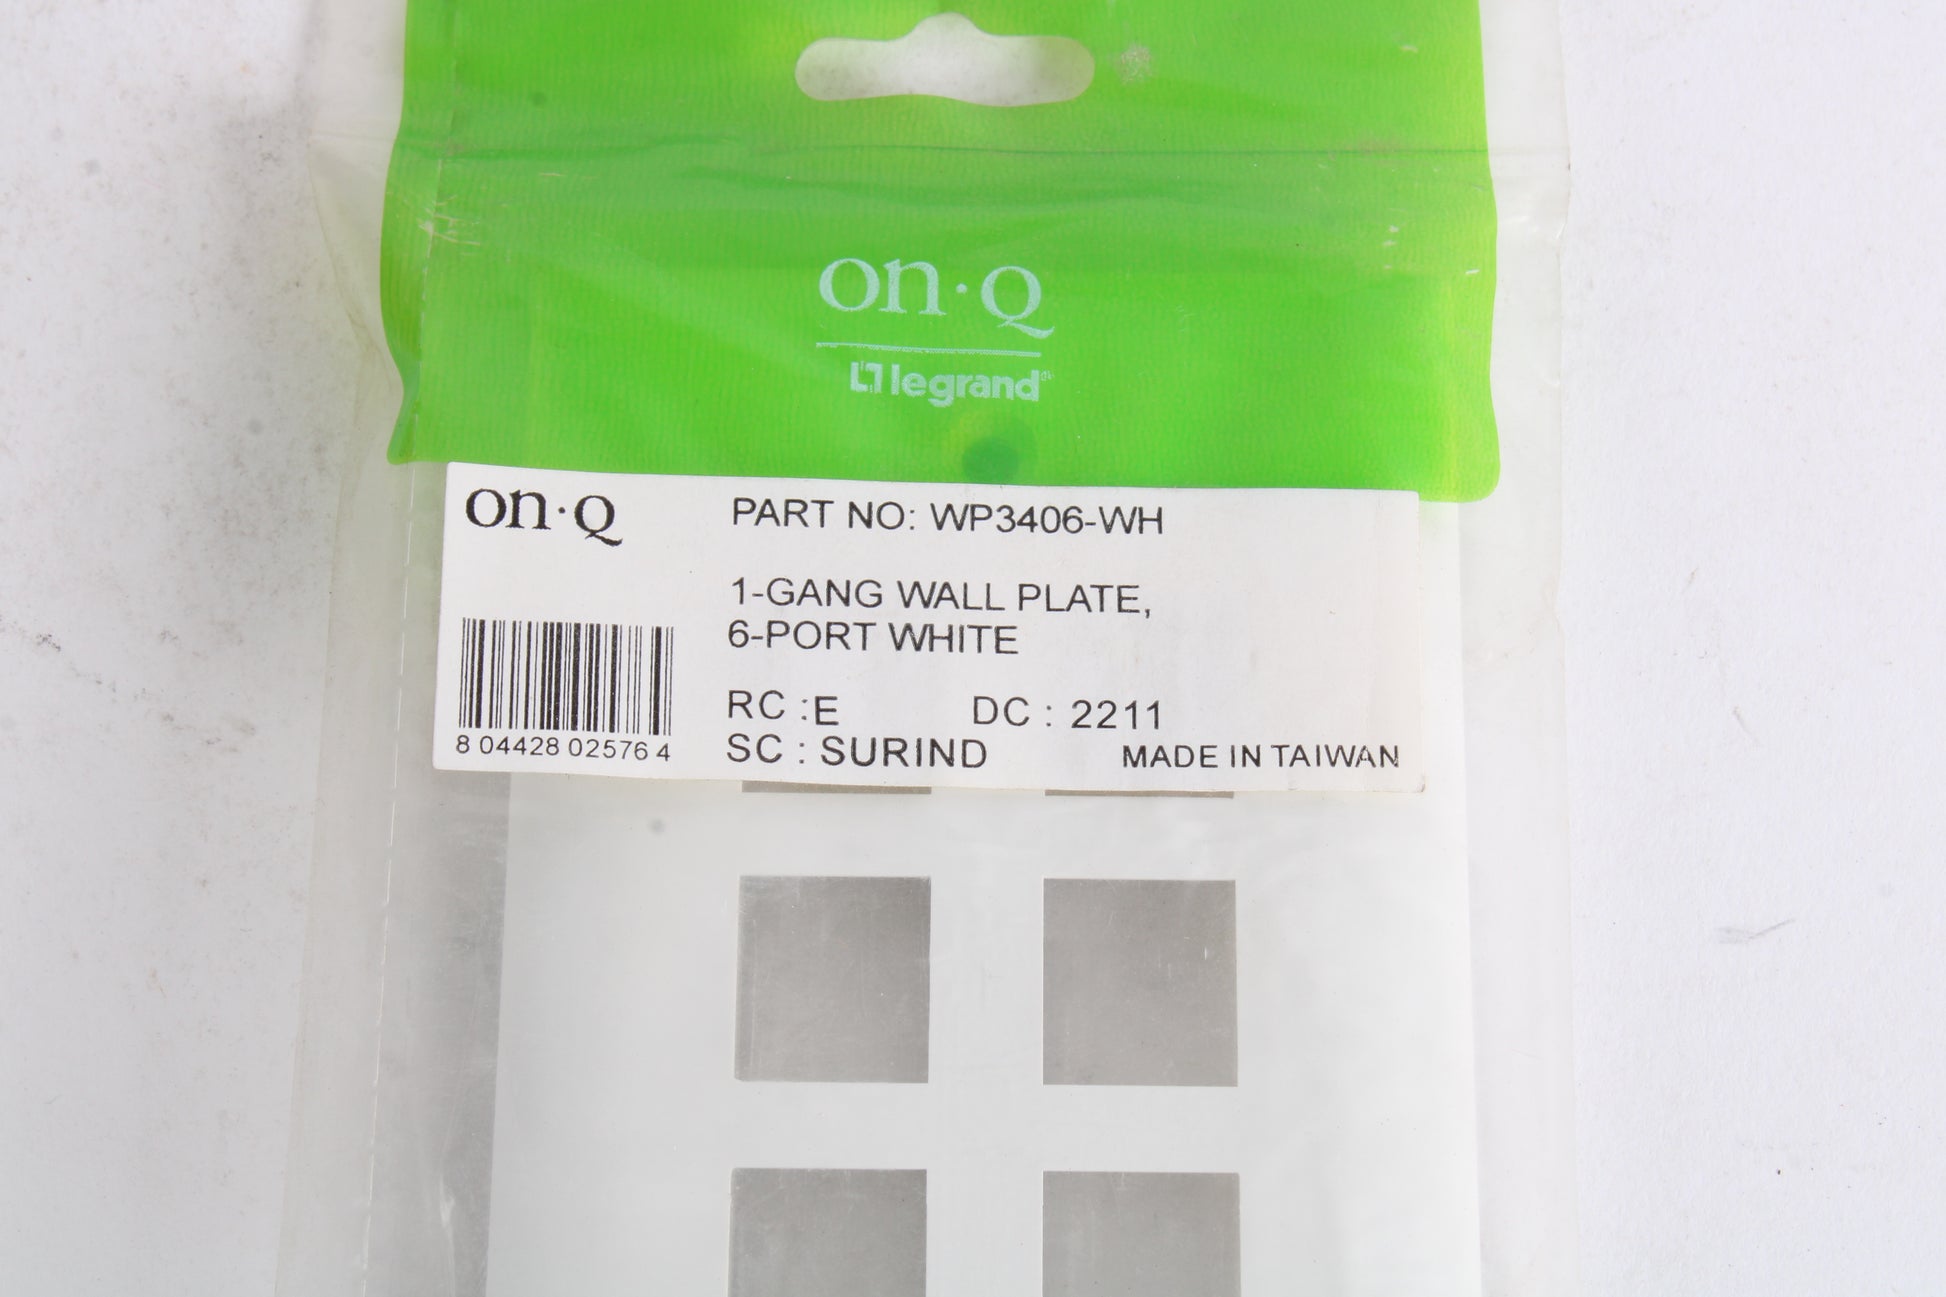 on·Q
legrand®
on·Q
PART NO: WP3406-WH
1-GANG WALL PLATE,
6-PORT WHITE
RC :E DC : 2211
SC : SURIND MADE IN TAIWAN
8 04428 02576 4